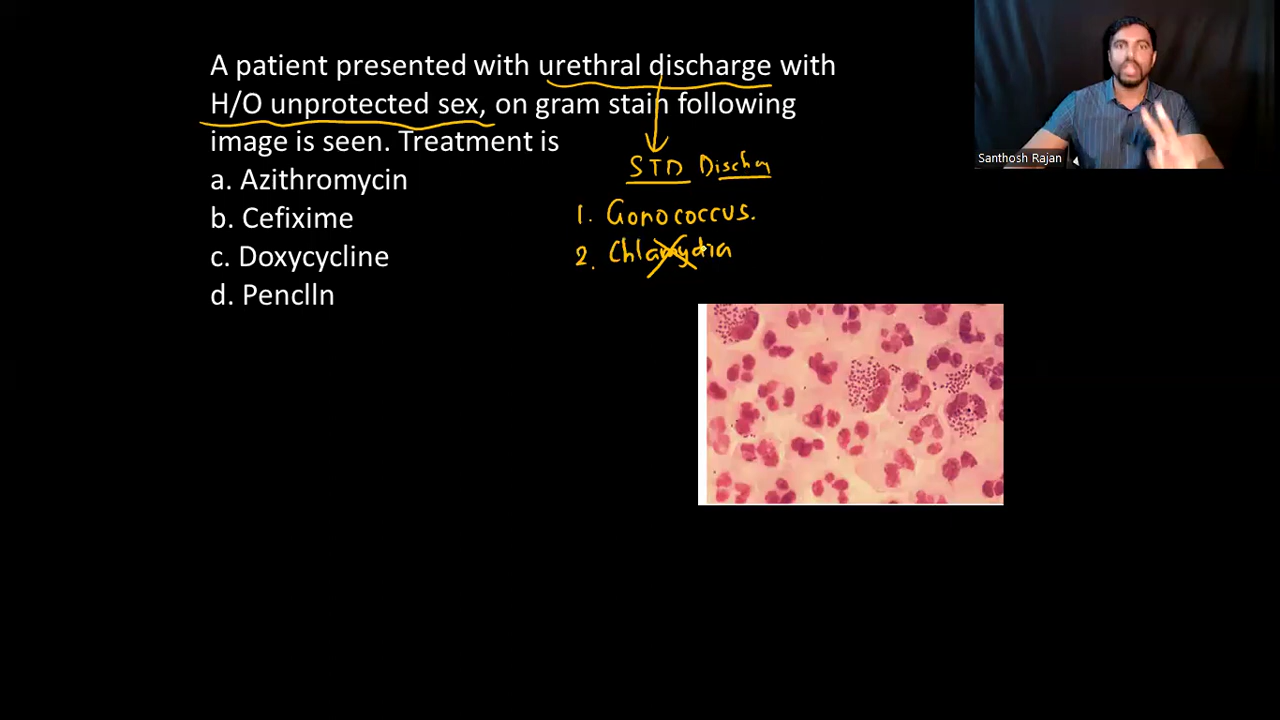 A patient presented with urethral discharge with
H/O unprotected sex, on gram stain following
image is seen. Treatment is
a. Azithromycin
b. Cefixime
c. Doxycycline
d. Penclln
STD Dischg
1. Gonococcus.
2. Chlamydia
Santhosh Rajan